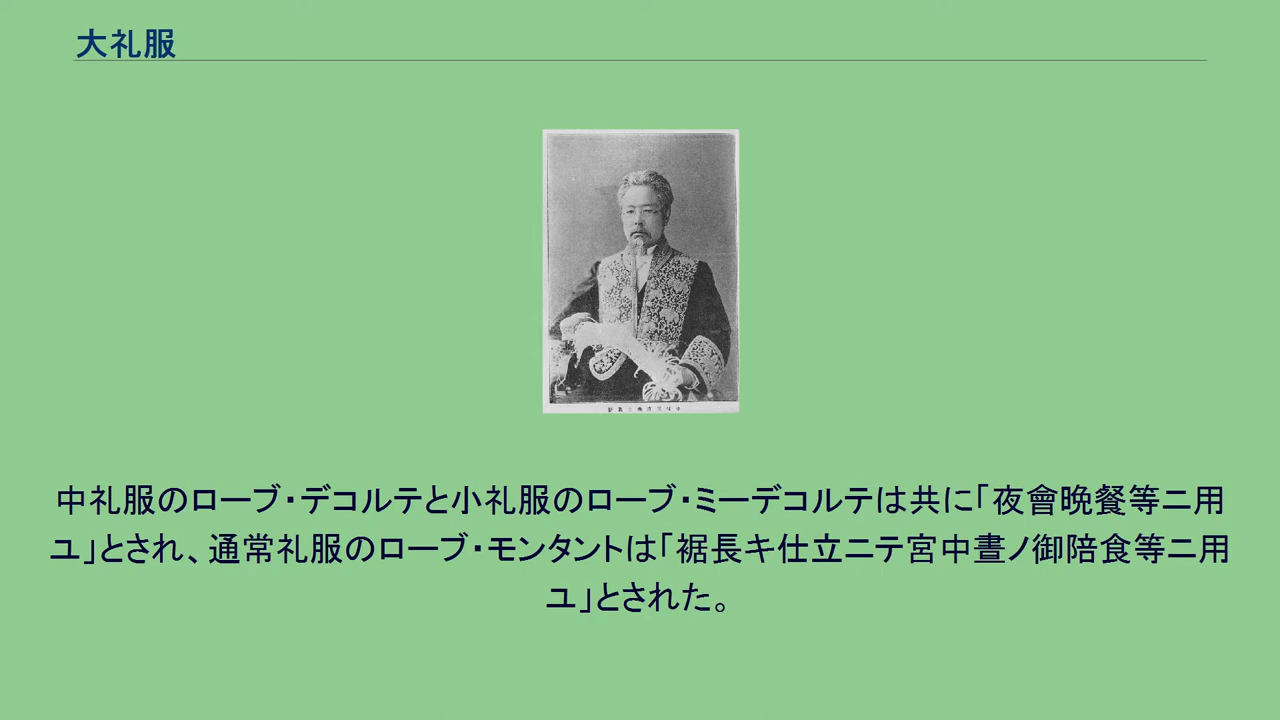 大礼服
中礼服のローブ・デコルテと小礼服のローブ・ミーデコルテは共に「夜會晩餐等ニ用
ユ」とされ、通常礼服のローブ・モンタントは「裾長キ仕立ニテ宮中晝ノ御陪食等ニ用
ユ」とされた。